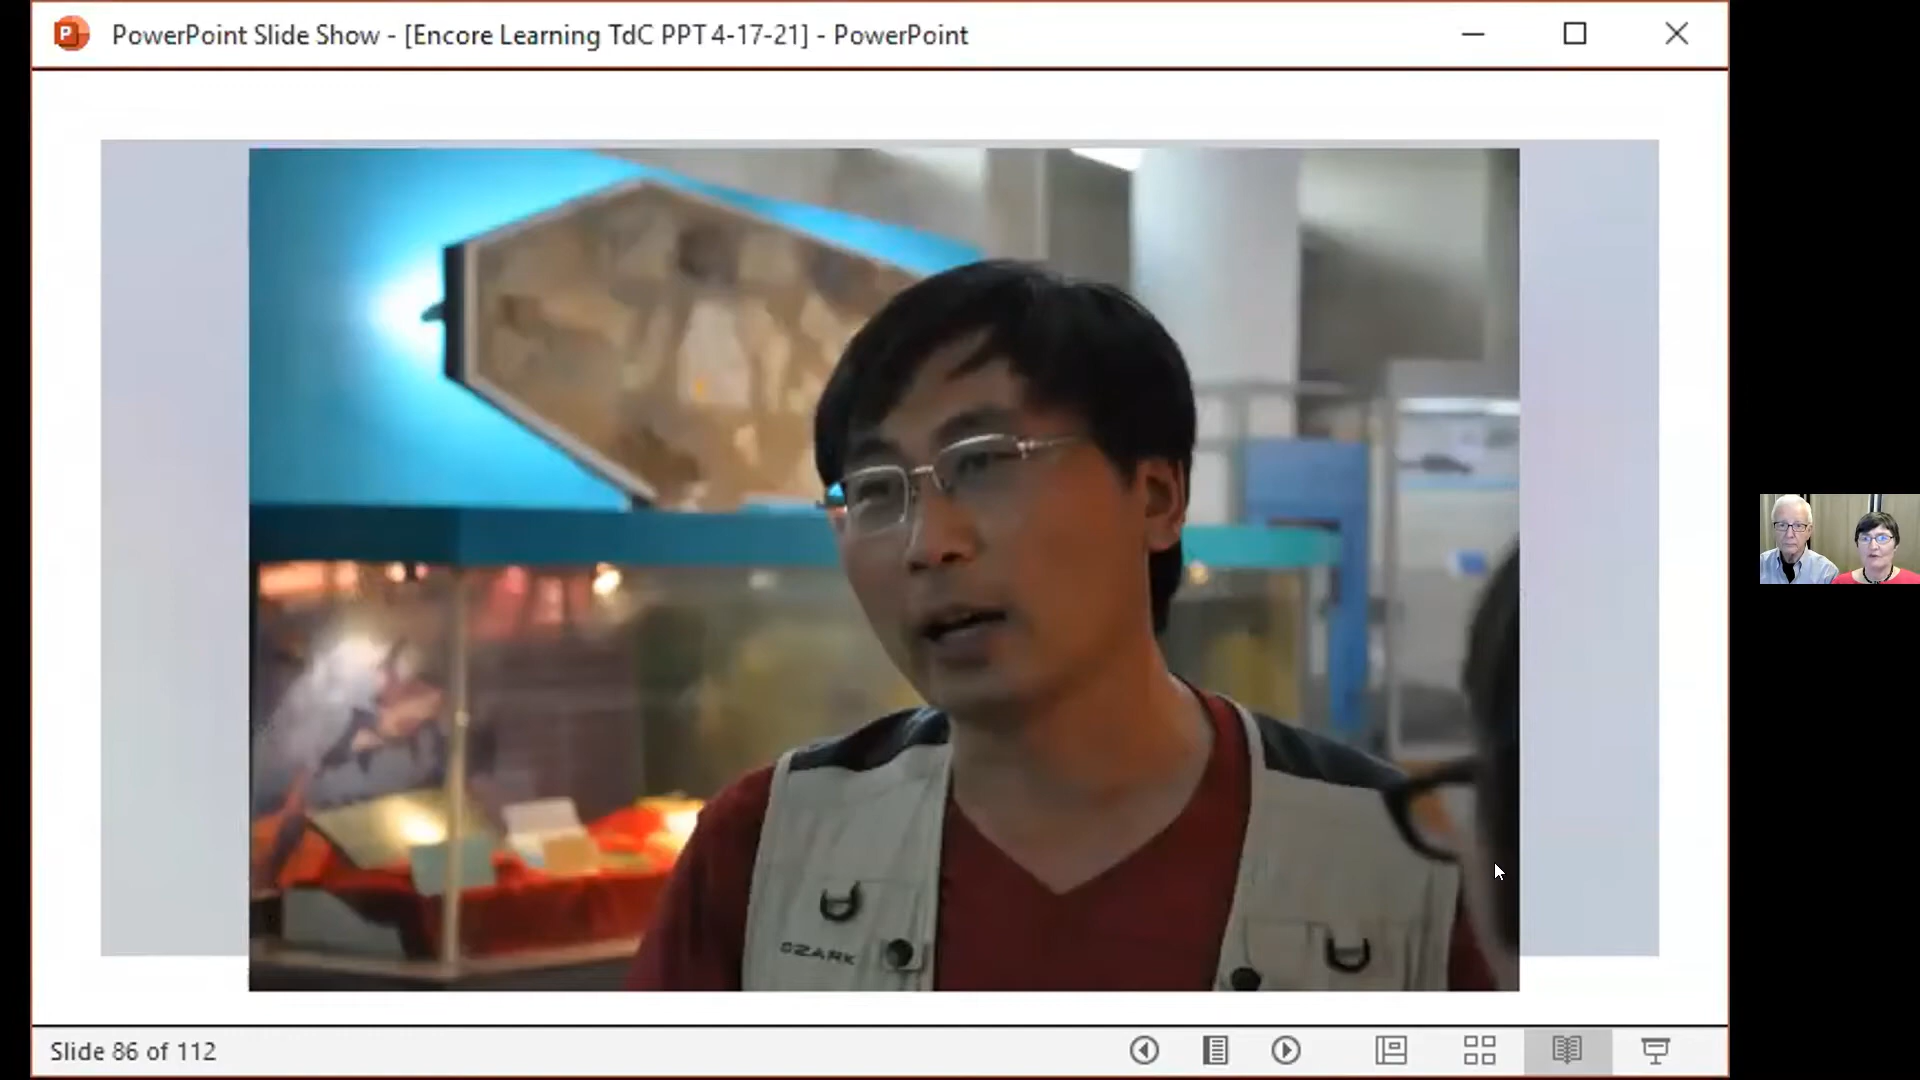 PowerPoint Slide Show - [Encore Learning TdC PPT 4-17-21] - PowerPoint
OZARK
Slide 86 of 112